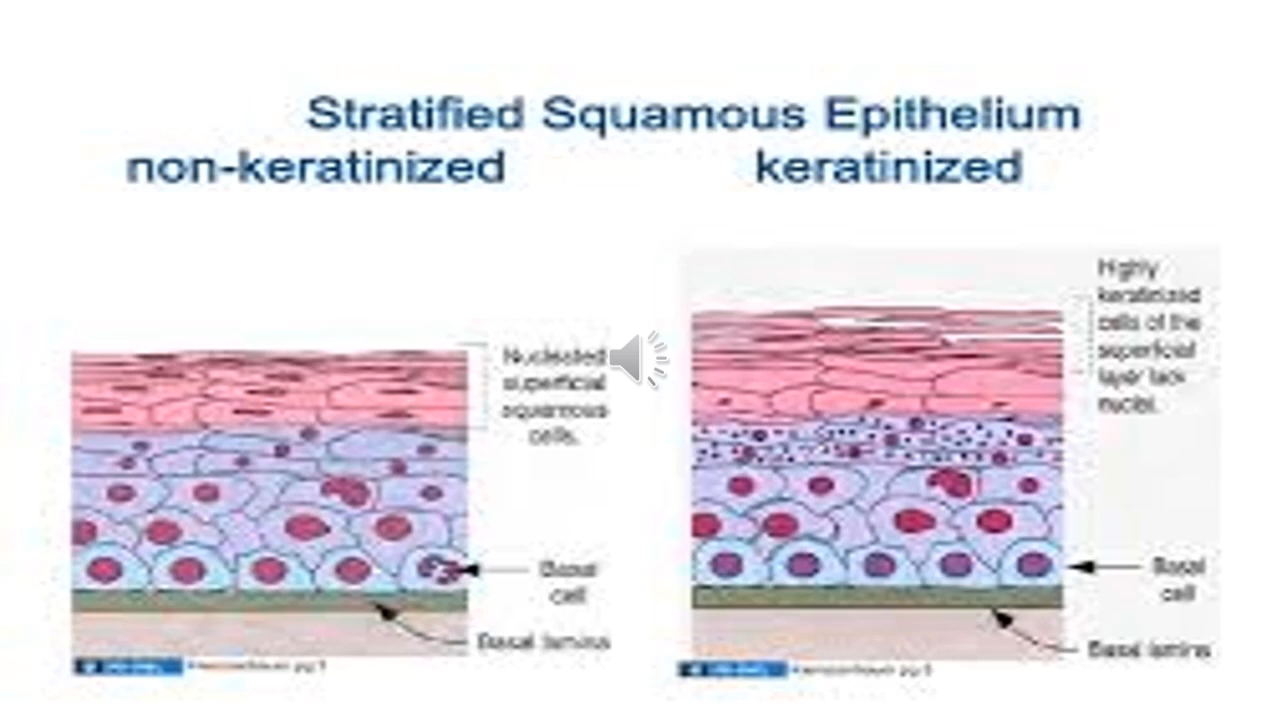 Stratified Squamous Epithelium
non-keratinized keratinized
Nucleated
superficial
squamous
cells.
Basal
cell
Basal lamina
Highly
keratinized
cells of the
superficial
layer lack
nuclei.
Basal
cell
Basal lamina